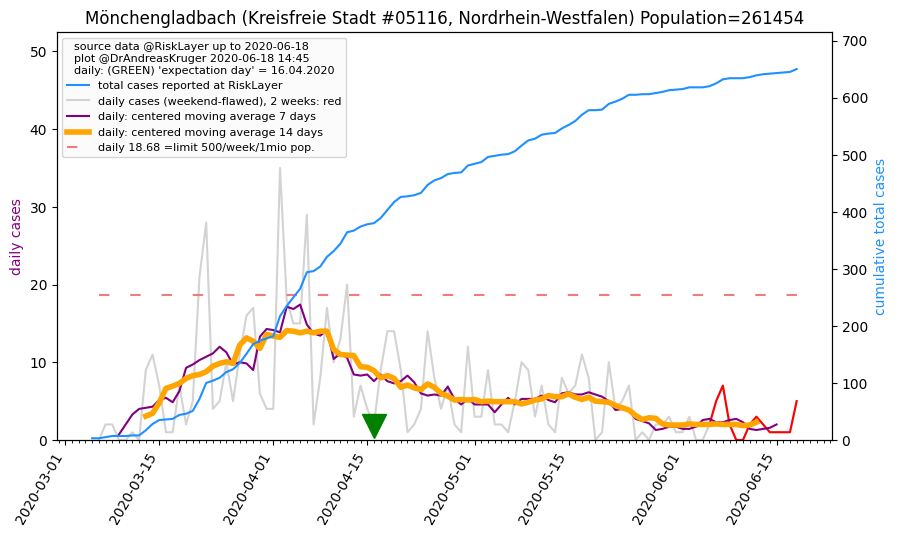 Mönchengladbach (Kreisfreie Stadt #05116, Nordrhein-Westfalen) Population=261454
source data @RiskLayer up to 2020-06-18
plot @DrAndreasKruger 2020-06-18 14:45
daily: (GREEN) 'expectation day' = 16.04.2020
total cases reported at RiskLayer
daily cases (weekend-flawed), 2 weeks: red
daily: centered moving average 7 days
daily: centered moving average 14 days
daily 18.68 =limit 500/week/1mio pop.
daily cases
50
40
30
20
10
0
cumulative total cases
700
600
500
400
300
200
100
0
2020-03-01
2020-03-15
2020-04-01
2020-04-15
2020-05-01
2020-05-15
2020-06-01
2020-06-15